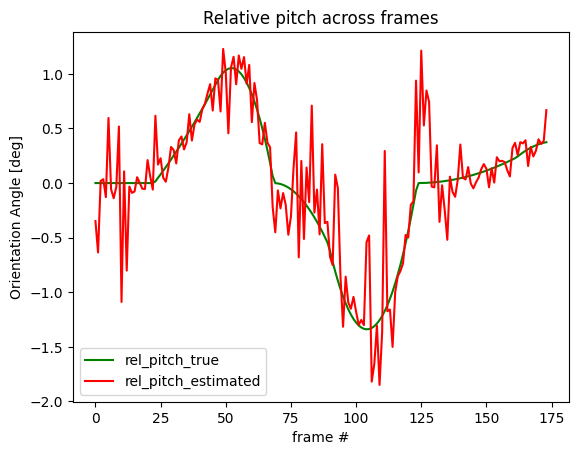 Relative pitch across frames
Orientation Angle [deg]
1.0
0.5
0.0
−0.5
−1.0
−1.5
−2.0
rel_pitch_true
rel_pitch_estimated
0 25 50 75 100 125 150 175
frame #